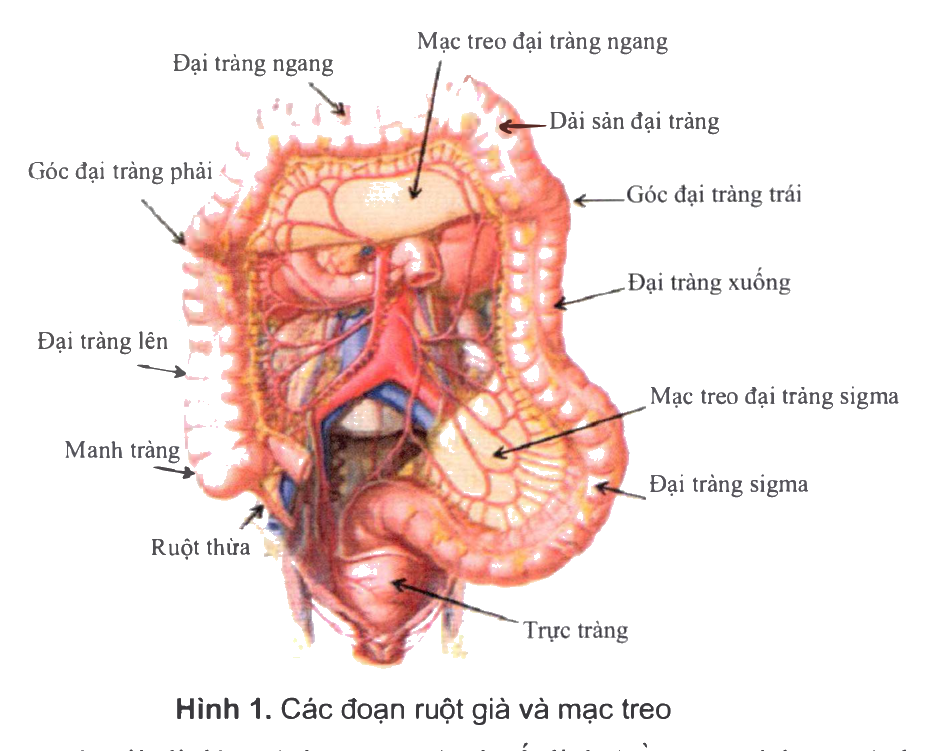 Mạc treo đại tràng ngang
Đại tràng ngang
Dải sản đại trảng
Góc đại tràng phải
Góc đại tràng trái
Đại tràng xuống
Đại tràng lên
Mạc treo đại trảng sigma
Manh tràng
Đại tràng sigma
Ruột thừa
Trực tràng
Hình 1. Các đoạn ruột già và mạc treo